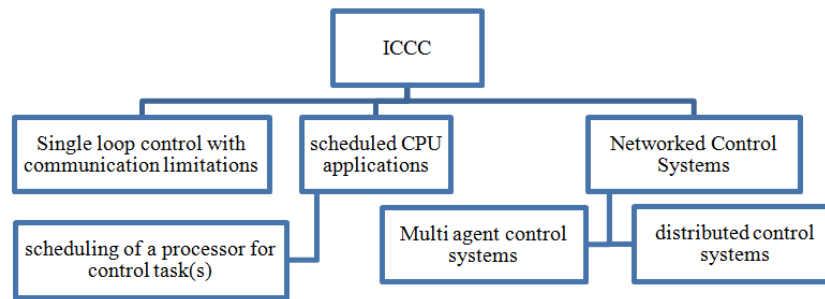 ICCC
Single loop control with
communication limitations
scheduled CPU
applications
Networked Control
Systems
scheduling of a processor for
control task(s)
Multi agent control
systems
distributed control
systems